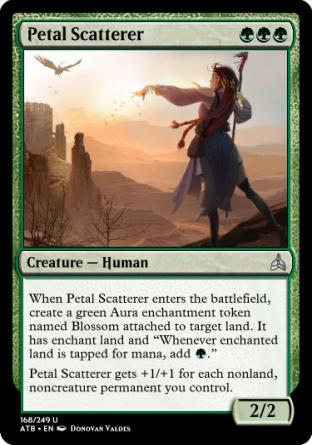 Petal Scatterer
Creature — Human
When Petal Scatterer enters the battlefield,
create a green Aura enchantment token
named Blossom attached to target land. It
has enchant land and “Whenever enchanted
land is tapped for mana, add .”
Petal Scatterer gets +1/+1 for each nonland,
noncreature permanent you control.
2/2
168/249 U
ATB • EN Donovan Valdes